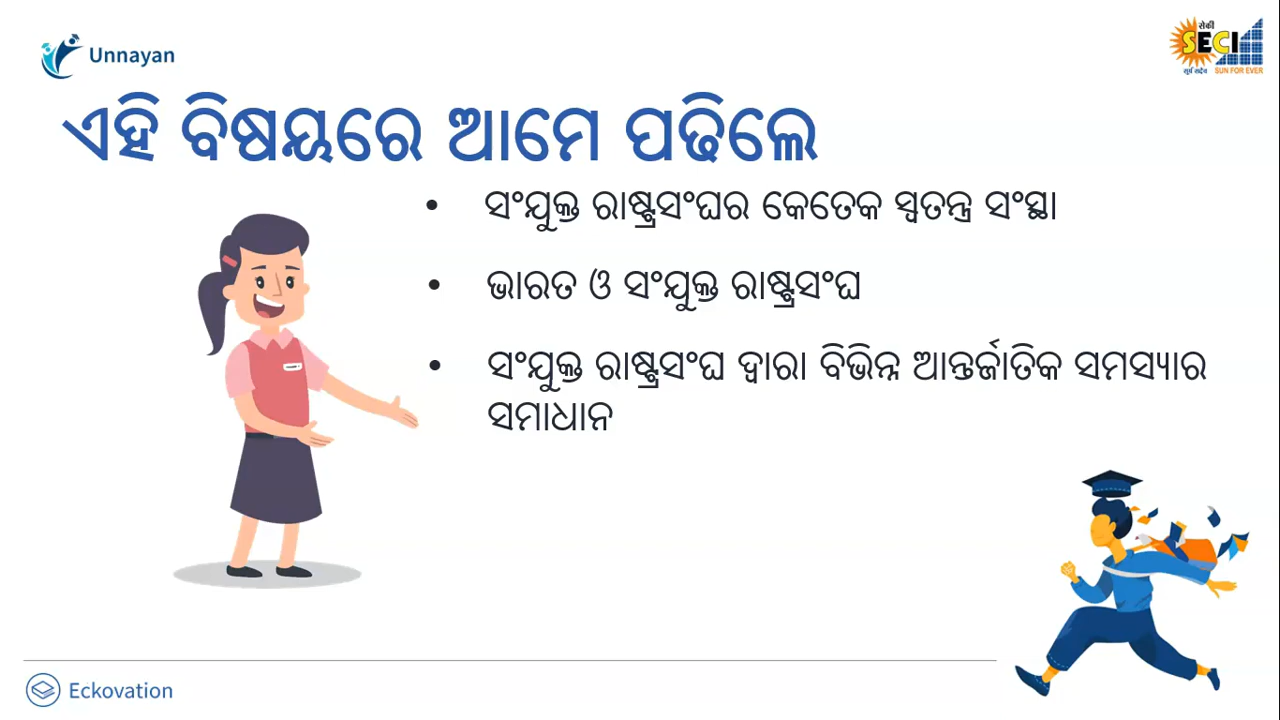 Unnayan
सेकी
SECI
सूर्य सदैव
SUN FOR EVER
ଏହି ବିଷୟରେ ଆମେ ପଢିଲେ
• ସଂଯୁକ୍ତ ରାଷ୍ଟ୍ରସଂଘର କେତେକ ସ୍ୱତନ୍ତ୍ର ସଂସ୍ଥା
• ଭାରତ ଓ ସଂଯୁକ୍ତ ରାଷ୍ଟ୍ରସଂଘ
• ସଂଯୁକ୍ତ ରାଷ୍ଟ୍ରସଂଘ ଦ୍ୱାରା ବିଭିନ୍ନ ଆନ୍ତର୍ଜାତିକ ସମସ୍ୟାର
ସମାଧାନ
Eckovation